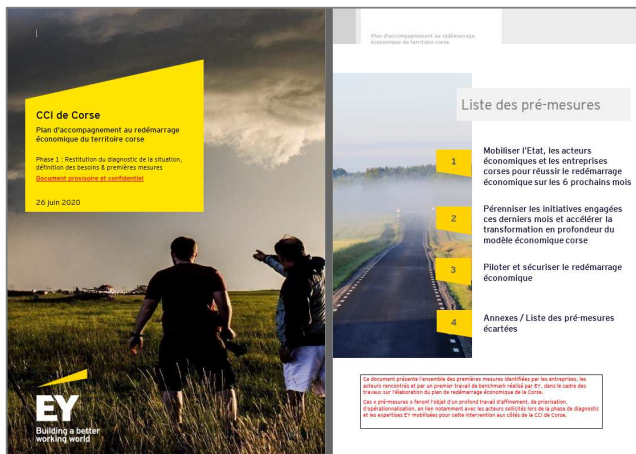 CCI de Corse
Plan d'accompagnement au redémarrage
économique du territoire corse
Phase 1 : Restitution du diagnostic de la situation,
définition des besoins & premières mesures
Document provisoire et confidentiel
26 juin 2020
EY
Building a better
working world
Plan d'accompagnement au redémarrage
économique du territoire corse
Liste des pré-mesures
1
Mobiliser l'Etat, les acteurs
économiques et les entreprises
corses pour réussir le redémarrage
économique sur les 6 prochains mois
2
Pérenniser les initiatives engagées
ces derniers mois et accélérer la
transformation en profondeur du
modèle économique corse
3
Piloter et sécuriser le redémarrage
économique
4
Annexes / Liste des pré-mesures
écartées
Ce document présente l'ensemble des premières mesures identifiées par les entreprises, les
acteurs rencontrés et par un premier travail de benchmark réalisé par EY, dans le cadre des
travaux sur l'élaboration du plan de redémarrage économique de la Corse.
Ces « pré-mesures » feront l'objet d'un profond travail d'affinement, de priorisation,
d'opérationnalisation, en lien notamment avec les acteurs sollicités lors de la phase de diagnostic
et les expertises EY mobilisées pour cette intervention aux côtés de la CCI de Corse.